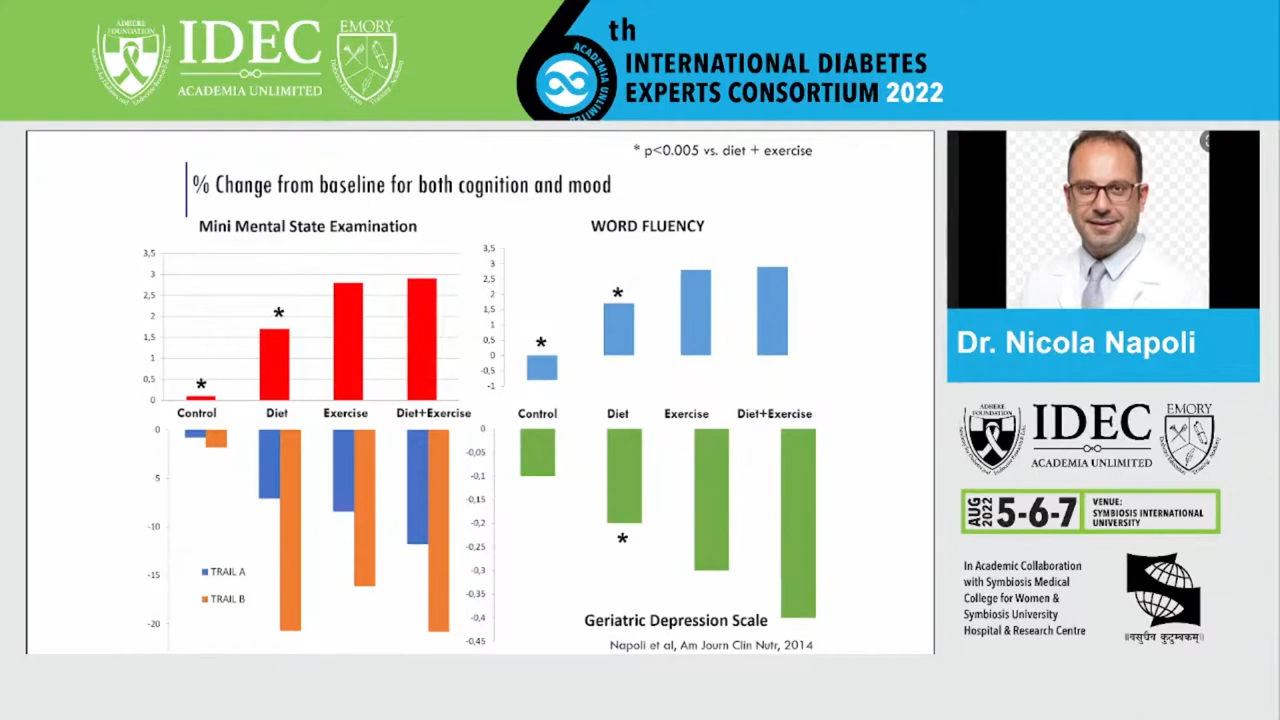 ADHERE
FOUNDATION
IDEC
ACADEMIA UNLIMITED
EMORY
6th
ACADEMIA UNLIMITED
INTERNATIONAL DIABETES
EXPERTS CONSORTIUM 2022
* p<0.005 vs. diet + exercise
% Change from baseline for both cognition and mood
Mini Mental State Examination
3,5
3
2,5
2
1,5
1
0,5
0
*
*
Control Diet Exercise Diet+Exercise
WORD FLUENCY
3,5
3
2,5
2
1,5
1
0,5
0
-0,5
-1
*
*
Control Diet Exercise Diet+Exercise
0
-5
-10
-15
-20
TRAIL A
TRAIL B
0
-0,05
-0,1
-0,15
-0,2
-0,25
-0,3
-0,35
-0,4
-0,45
*
Geriatric Depression Scale
Napoli et al, Am Journ Clin Nutr, 2014
Dr. Nicola Napoli
ADHERE
FOUNDATION
IDEC
ACADEMIA UNLIMITED
EMORY
AUG
2022
5-6-7
VENUE:
SYMBIOSIS INTERNATIONAL
UNIVERSITY
In Academic Collaboration
with Symbiosis Medical
College for Women &
Symbiosis University
Hospital & Research Centre
॥वसुधैव कुटुम्बकम्॥